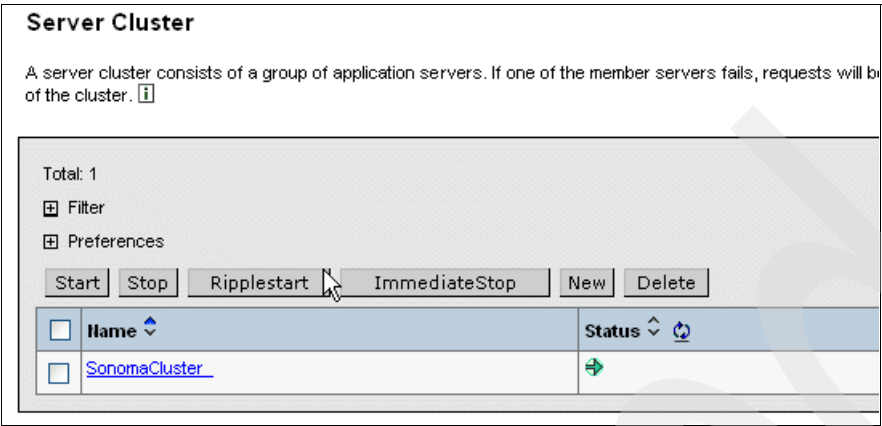 Server Cluster
A server cluster consists of a group of application servers. If one of the member servers fails, requests will
of the cluster. i
Total: 1
Filter
Preferences
Start Stop Ripplestart ImmediateStop New Delete
Name Status
SonomaCluster